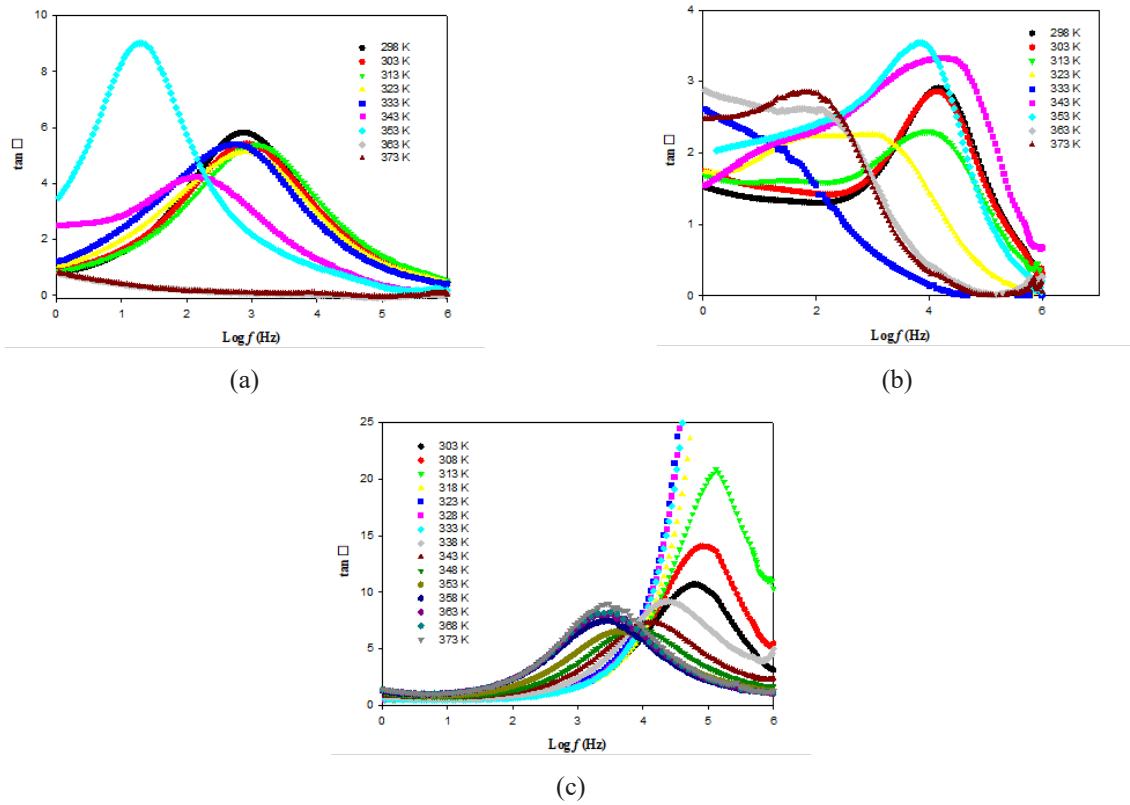 10
8
6
4
2
0
tan □
0 1 2 3 4 5 6
Log f (Hz)
298 K
303 K
313 K
323 K
333 K
343 K
353 K
363 K
373 K
(a)
4
3
2
1
0
tan □
0 2 4 6
Log f (Hz)
298 K
303 K
313 K
323 K
333 K
343 K
353 K
363 K
373 K
(b)
25
20
15
10
5
0
tan □
0 1 2 3 4 5 6
Log f (Hz)
303 K
308 K
313 K
318 K
323 K
328 K
333 K
338 K
343 K
348 K
353 K
358 K
363 K
368 K
373 K
(c)